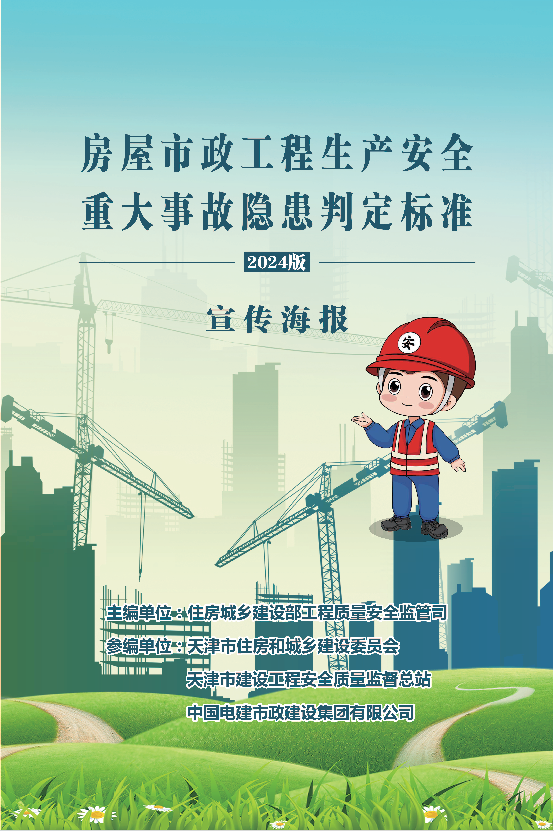 房屋市政工程生产安全
重大事故隐患判定标准
2024版
宣传海报
安
主编单位：住房城乡建设部工程质量安全监管司
参编单位：天津市住房和城乡建设委员会
天津市建设工程安全质量监督总站
中国电建市政建设集团有限公司